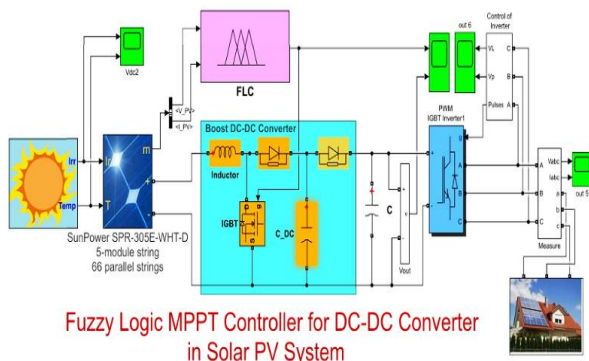 out 6
Control of
Inverter
VL
Vp
Pulses
C
B
A
Vdc2
<V_PV>
<I_PV>
FLC
Boost DC-DC Converter
PWM
IGBT Inverter1
Irr
Temp
Ir
T
m
+
-
Inductor
IGBT
C_DC
C
Vout
+
-
v
g
A
B
C
A
B
C
Vabc
Iabc
a
b
c
out 5
Measure
SunPower SPR-305E-WHT-D
5-module string
66 parallel strings
Fuzzy Logic MPPT Controller for DC-DC Converter
in Solar PV System